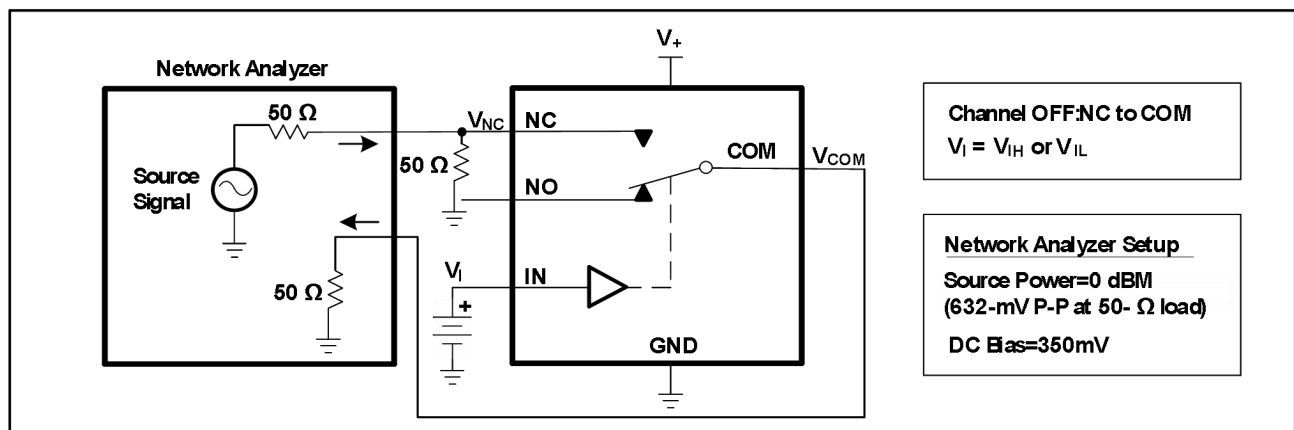 Network Analyzer
50 Ω
Source
Signal
50 Ω
V+
VNC
NC
50 Ω
NO
COM
VCOM
VI
+
IN
GND
Channel OFF:NC to COM
VI = VIH or VIL
Network Analyzer Setup
Source Power=0 dBM
(632-mV P-P at 50- Ω load)
DC Bias=350mV